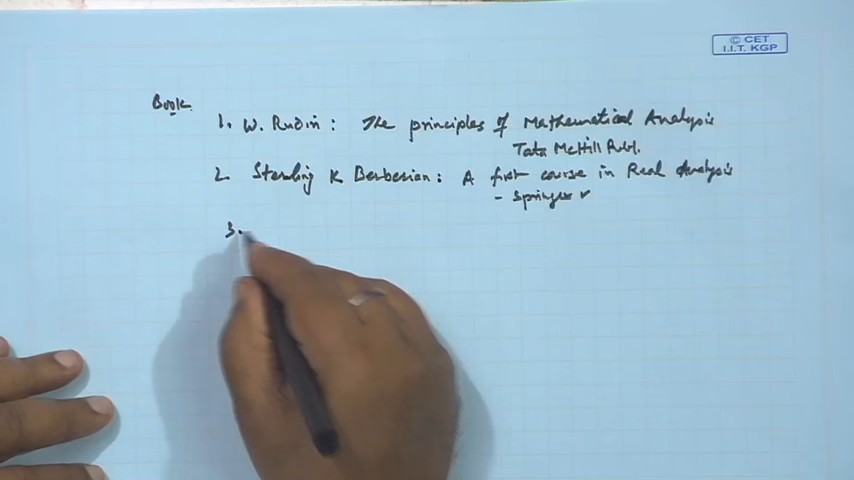 © CET
I.I.T. KGP
Book
1. W. Rudin : The principles of Mathematical Analysis
Tata McHill Publ.
2 Sterling K Berberian : A first course in Real Analysis
- Springer
3.